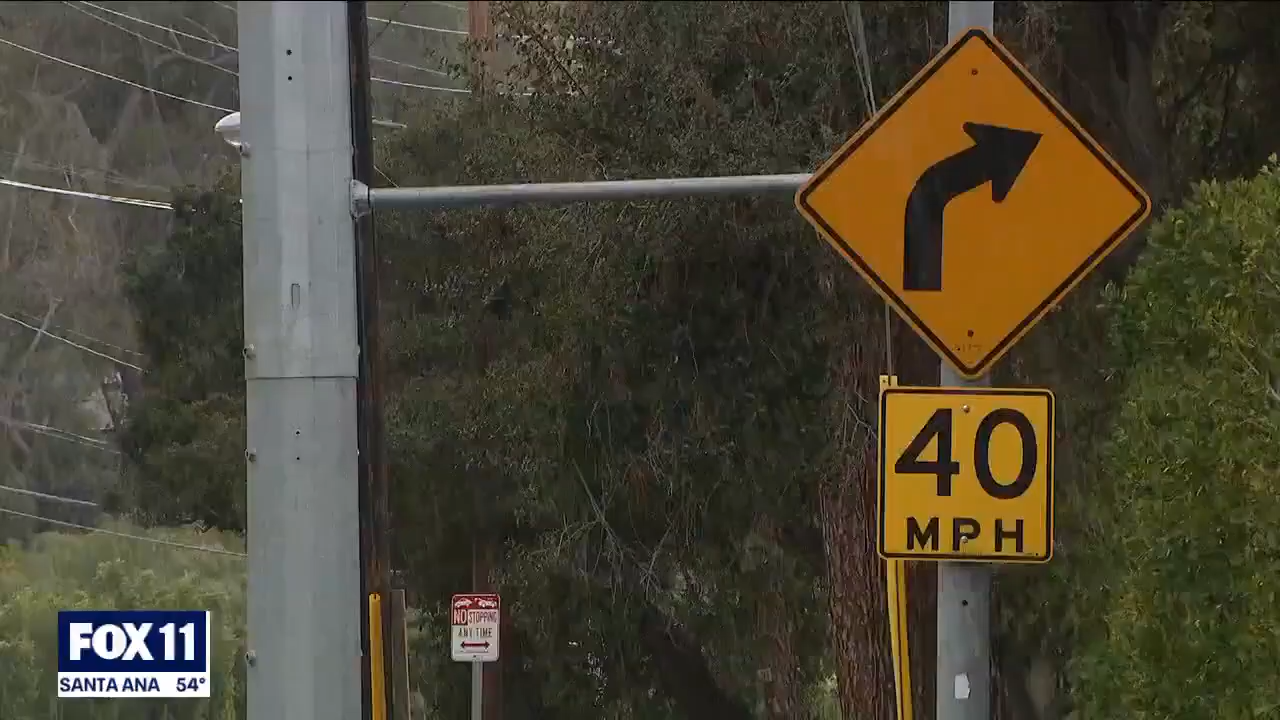 40
MPH
NO STOPPING
ANY TIME
FOX 11
SANTA ANA 54°